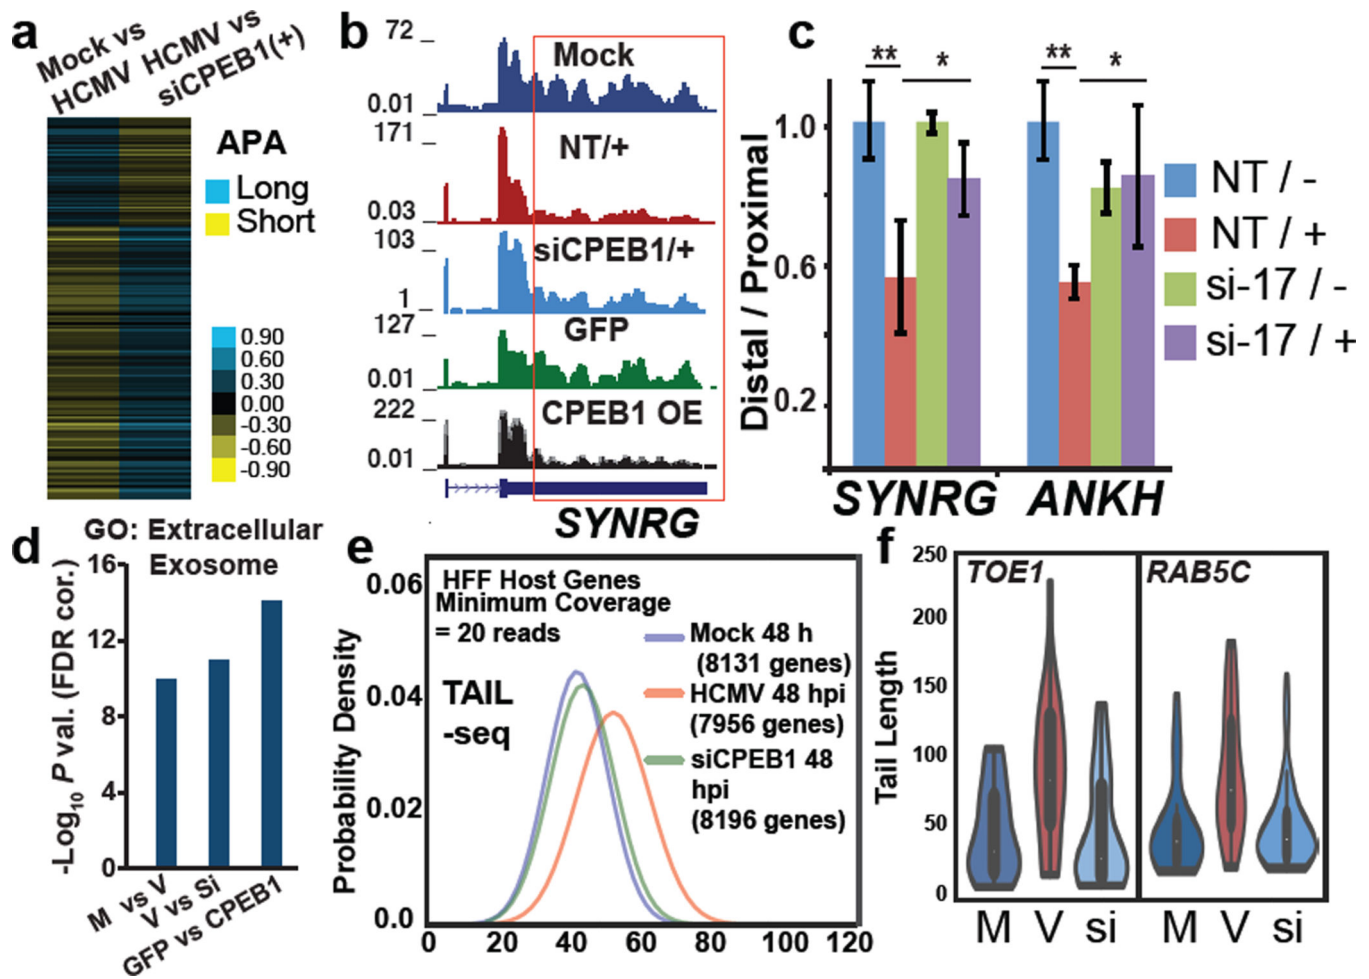 a
Mock vs
HCMV
HCMV vs
siCPEB1(+)
APA
Long
Short
0.90
0.60
0.30
0.00
-0.30
-0.60
-0.90
b
72
0.01
Mock
171
0.03
NT/+
103
1
siCPEB1/+
127
0.01
GFP
222
0.01
CPEB1 OE
SYNRG
c
** *
** *
Distal / Proximal
1.0
0.6
0.2
SYNRG
ANKH
NT / -
NT / +
si-17 / -
si-17 / +
d
GO: Extracellular
Exosome
-Log10 P val. (FDR cor.)
16
12
8
4
0
M vs V
V vs Si
GFP vs CPEB1
e
Probability Density
0.06
0.04
0.02
0.0
HFF Host Genes
Minimum Coverage
= 20 reads
TAIL
-seq
Mock 48 h
(8131 genes)
HCMV 48 hpi
(7956 genes)
siCPEB1 48
hpi
(8196 genes)
0 20 40 60 80 100 120
f
Tail Length
250
200
150
100
50
0
TOE1
RAB5C
M V si M V si